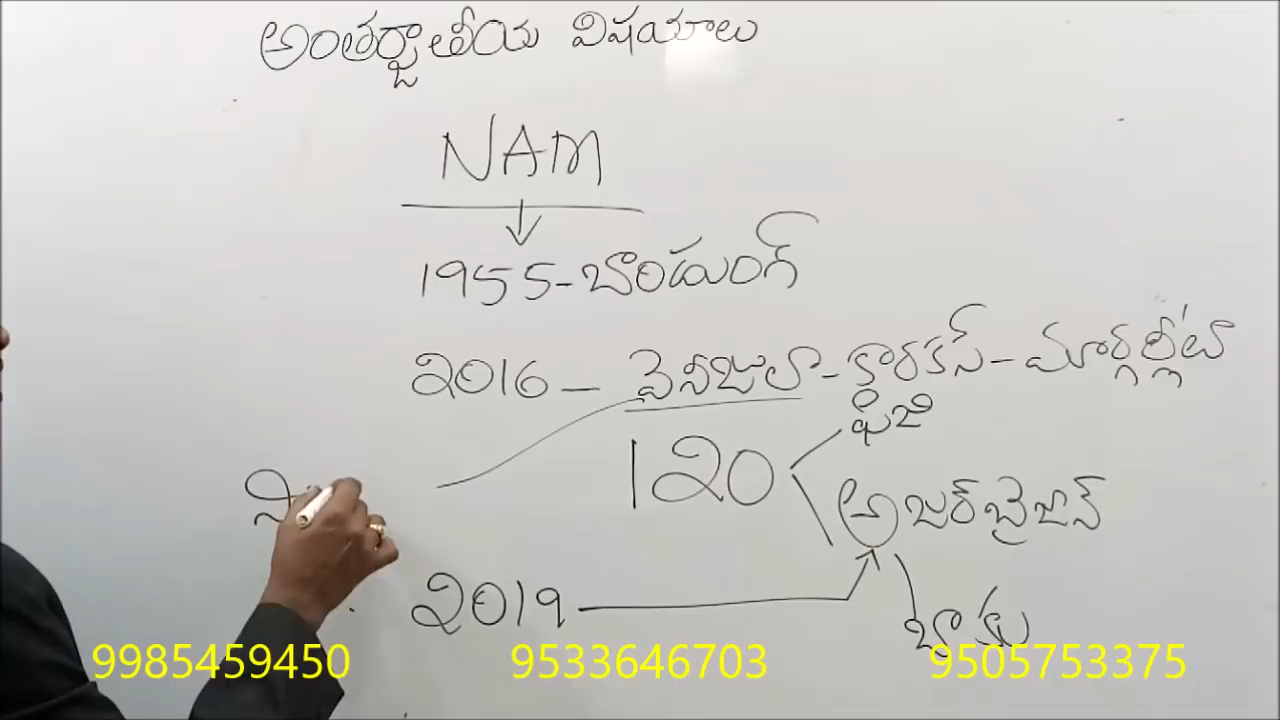 అంతర్జాతీయ విషయాలు
NAM
1955-బాండుంగ్
2016 - వెనిజులా - కారకస్ - మార్గరీటా
120
ఫిజి
అజర్‌బైజాన్
2019
బాకు
9985459450 9533646703 9505753375